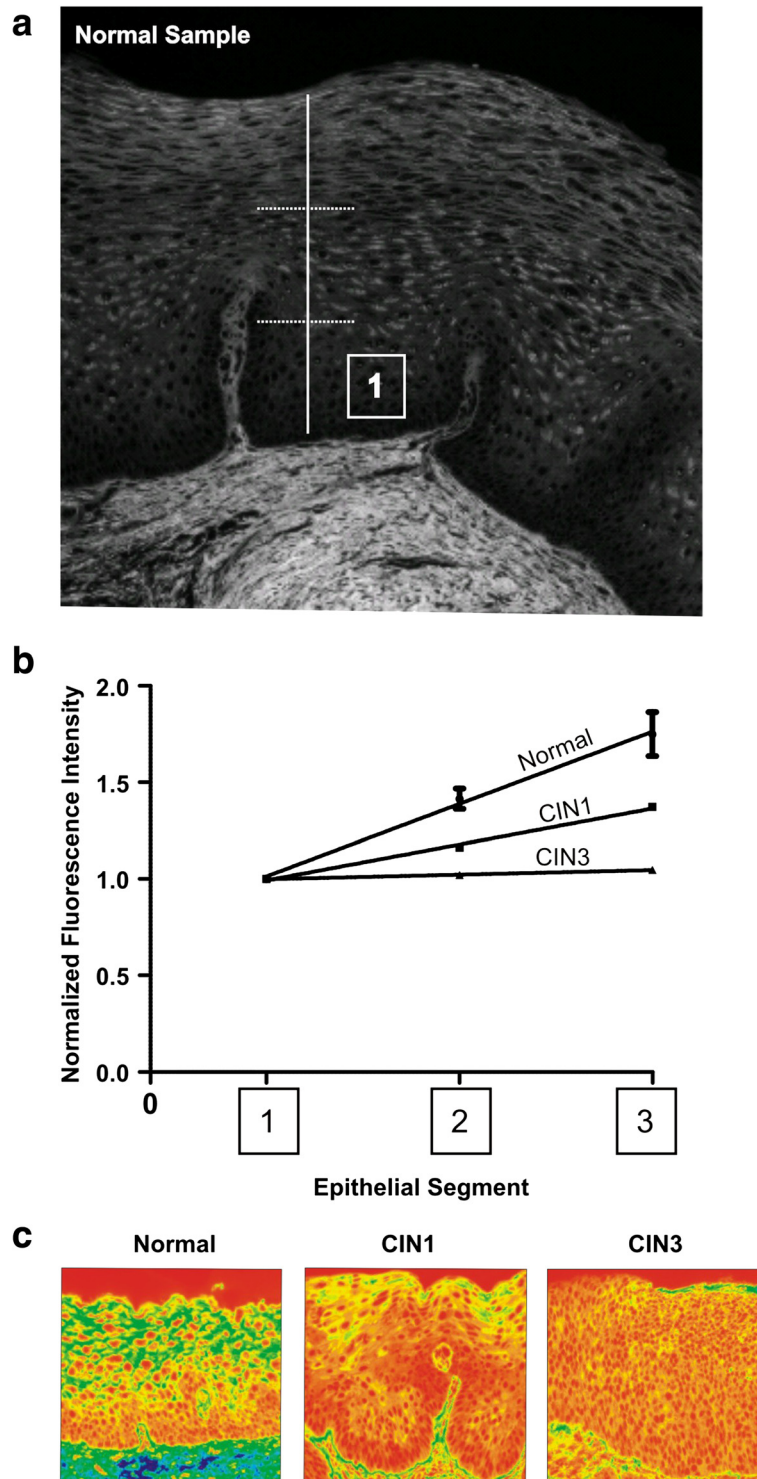 a
Normal Sample
1
b
Normalized Fluorescence Intensity
2.0
1.5
1.0
0.5
0.0
0
Normal
CIN1
CIN3
1
2
3
Epithelial Segment
c
Normal
CIN1
CIN3